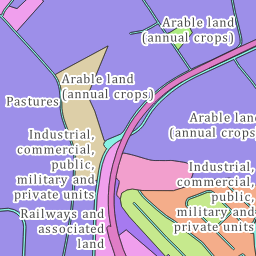 Arable land
(annual crops)
Arable land
(annual crops)
Pastures
Arable land
(annual crops
Industrial,
commercial,
public,
military and
private units
Industrial,
commercial,
public,
military and
private units
Railways and
associated
land